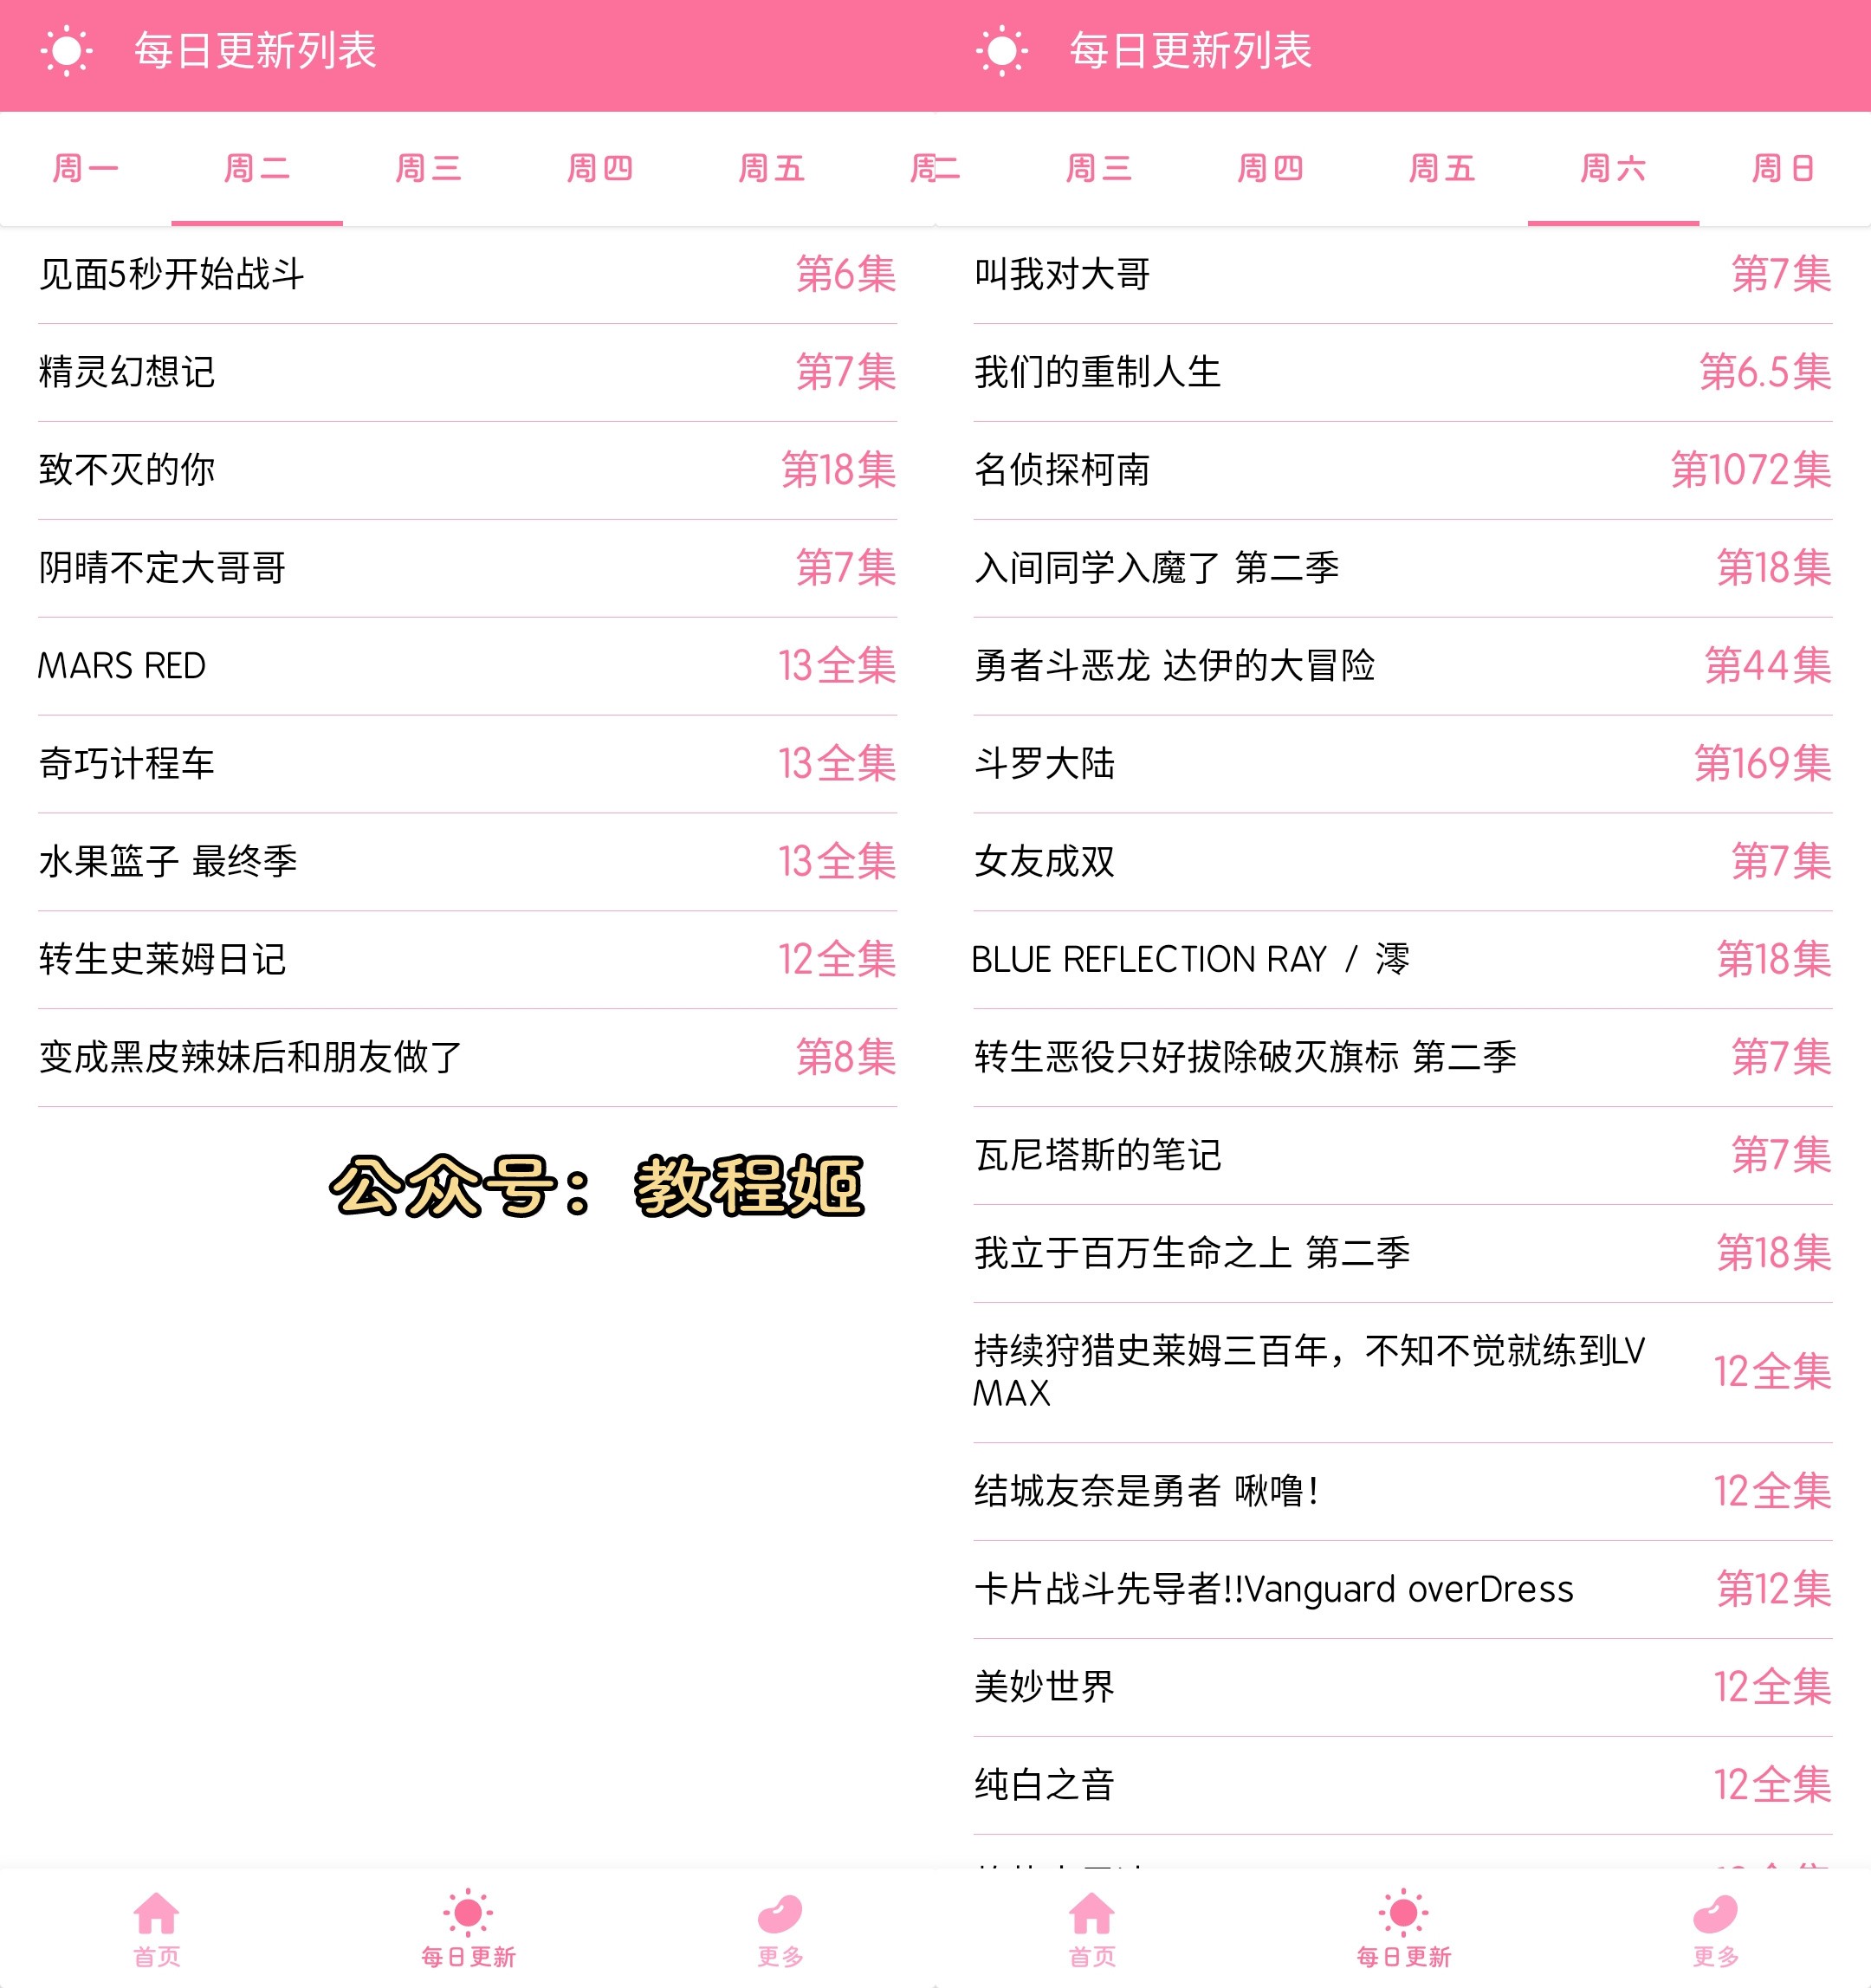 每日更新列表
周一 周二 周三 周四 周五
见面5秒开始战斗 第6集
精灵幻想记 第7集
致不灭的你 第18集
阴晴不定大哥哥 第7集
MARS RED 13全集
奇巧计程车 13全集
水果篮子 最终季 13全集
转生史莱姆日记 12全集
变成黑皮辣妹后和朋友做了 第8集
公众号：教程姬
首页 每日更新 更多
每日更新列表
二 周三 周四 周五 周六 周日
叫我对大哥 第7集
我们的重制人生 第6.5集
名侦探柯南 第1072集
入间同学入魔了 第二季 第18集
勇者斗恶龙 达伊的大冒险 第44集
斗罗大陆 第169集
女友成双 第7集
BLUE REFLECTION RAY / 澪 第18集
转生恶役只好拔除破灭旗标 第二季 第7集
瓦尼塔斯的笔记 第7集
我立于百万生命之上 第二季 第18集
持续狩猎史莱姆三百年，不知不觉就练到LV
MAX 12全集
结城友奈是勇者 啾噜！ 12全集
卡片战斗先导者!!Vanguard overDress 第12集
美妙世界 12全集
纯白之音 12全集
首页 每日更新 更多